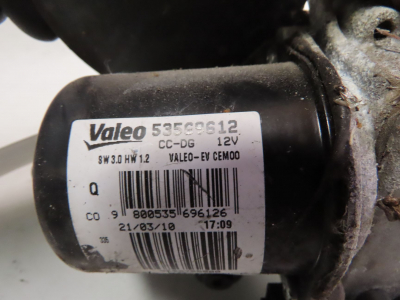 Valeo 53569612
CC-DG 12V
SW 3.0 HW 1.2 VALEO-EV CEMOO
Q
CO 9 800535 696126
21/03/10 17:09